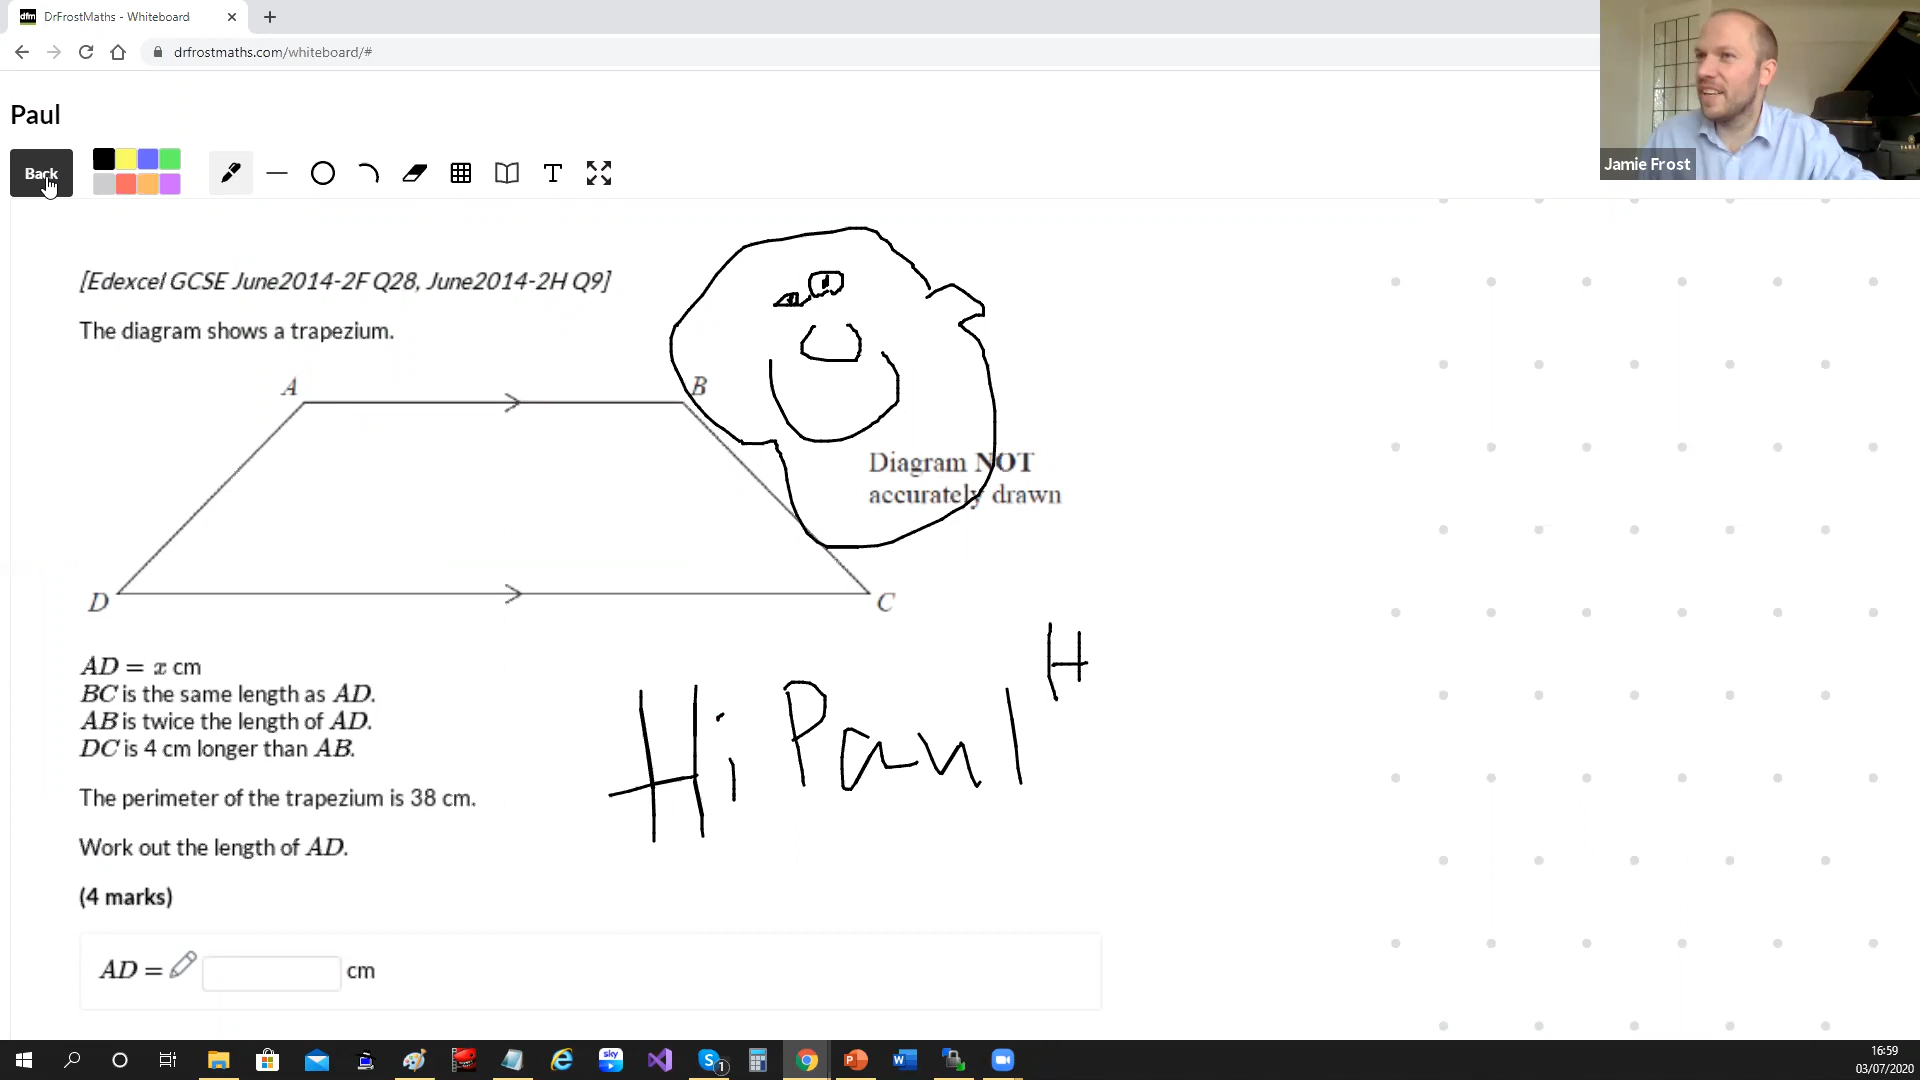 DrFrostMaths - Whiteboard
drfrostmaths.com/whiteboard/#
Jamie Frost
Paul
Back
T
[Edexcel GCSE June2014-2F Q28, June2014-2H Q9]
The diagram shows a trapezium.
A
B
Diagram NOT
accurately drawn
D
C
AD = x cm
BC is the same length as AD.
AB is twice the length of AD.
DC is 4 cm longer than AB.
The perimeter of the trapezium is 38 cm.
Work out the length of AD.
(4 marks)
H
Hi Paul
AD =
cm
sky
1
16:59
03/07/2020